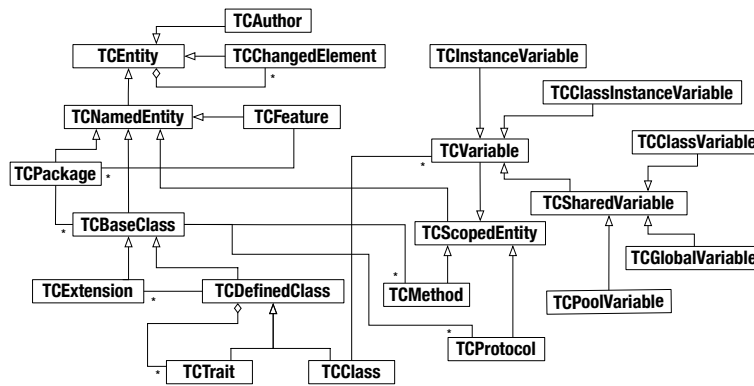 TCAuthor
TCEntity
TCChangedElement
*
TCInstanceVariable
TCClassInstanceVariable
TCNamedEntity
TCFeature
TCClassVariable
TCVariable
*
TCPackage
*
TCSharedVariable
TCBaseClass
*
TCScopedEntity
TCGlobalVariable
*
TCExtension
*
TCDefinedClass
TCMethod
TCPoolVariable
*
TCProtocol
*
TCTrait
TCClass